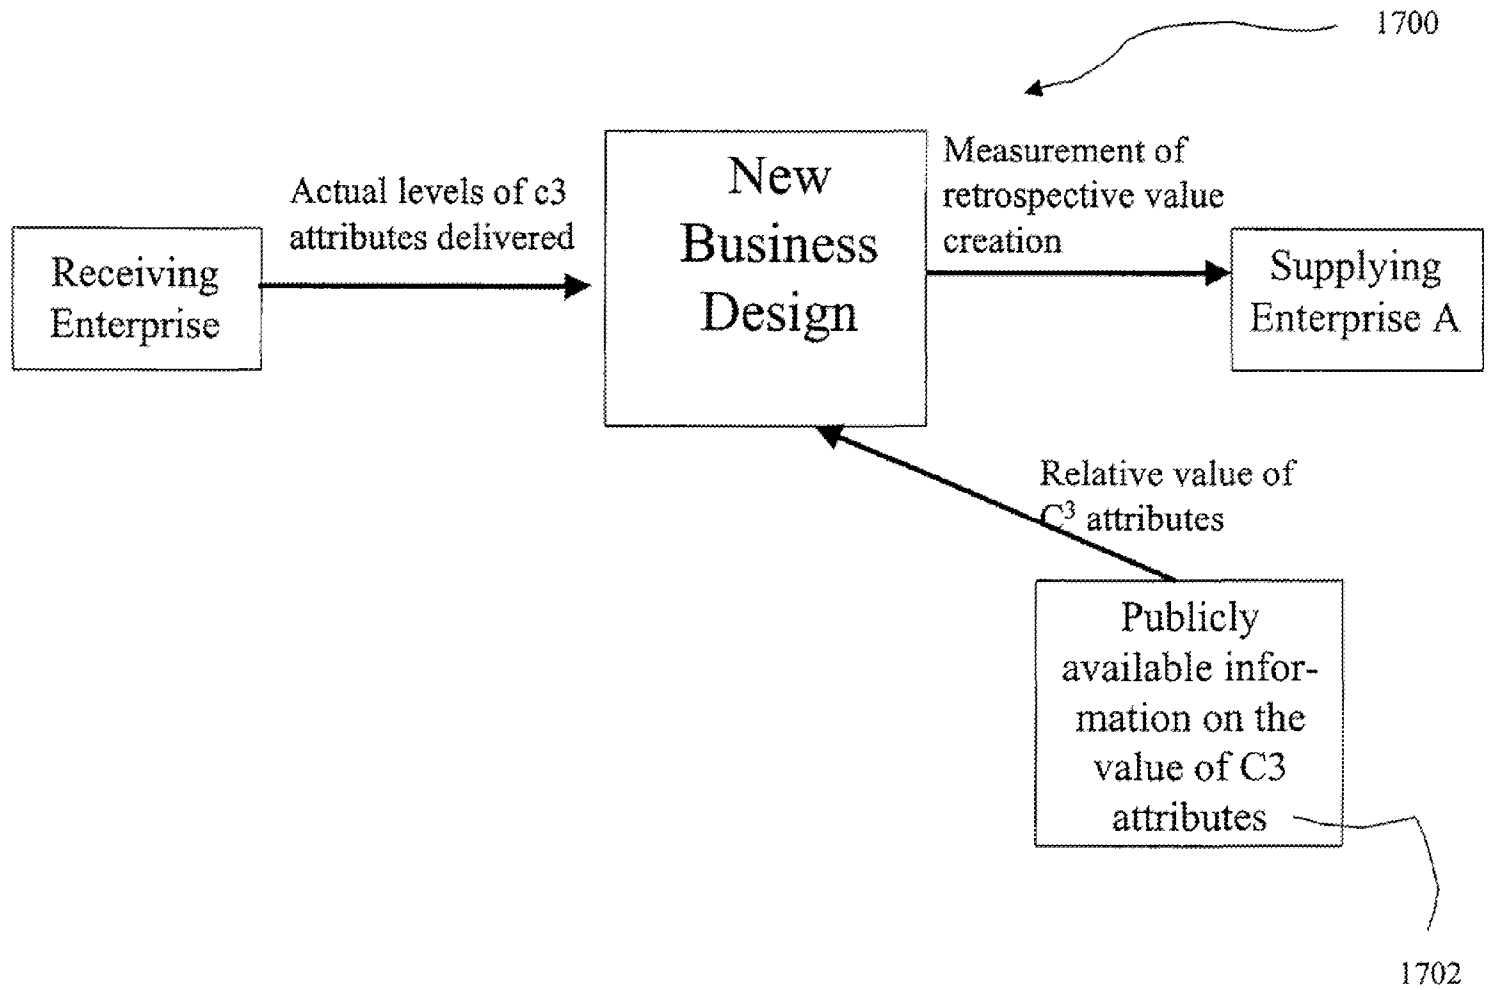 1700
Actual levels of c3
attributes delivered
Receiving
Enterprise
New
Business
Design
Measurement of
retrospective value
creation
Supplying
Enterprise A
Relative value of
C³ attributes
Publicly
available infor-
mation on the
value of C3
attributes
1702